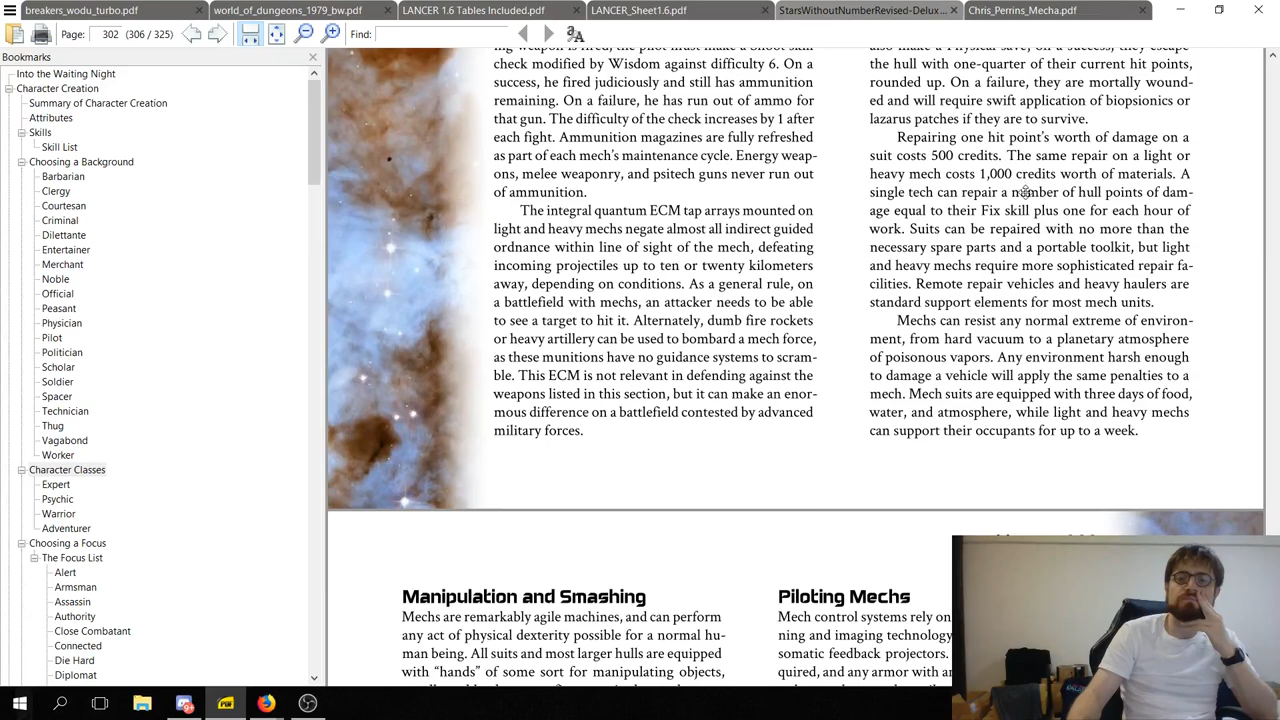 breakers_wodu_turbo.pdf
world_of_dungeons_1979_bw.pdf
LANCER 1.6 Tables Included.pdf
LANCER_Sheet1.6.pdf
StarsWithoutNumberRevised-Delux...
Chris_Perrins_Mecha.pdf
Page: 302 (306 / 325)
Find:
Bookmarks
Into the Waiting Night
Character Creation
Summary of Character Creation
Attributes
Skills
Skill List
Choosing a Background
Barbarian
Clergy
Courtesan
Criminal
Dilettante
Entertainer
Merchant
Noble
Official
Peasant
Physician
Pilot
Politician
Scholar
Soldier
Spacer
Technician
Thug
Vagabond
Worker
Character Classes
Expert
Psychic
Warrior
Adventurer
Choosing a Focus
The Focus List
Alert
Armsman
Assassin
Authority
Close Combatant
Connected
Die Hard
Diplomat
ing weapon is fired, the pilot must make a Shoot skill
check modified by Wisdom against difficulty 6. On a
success, he fired judiciously and still has ammunition
remaining. On a failure, he has run out of ammo for
that gun. The difficulty of the check increases by 1 after
each fight. Ammunition magazines are fully refreshed
as part of each mech's maintenance cycle. Energy weap-
ons, melee weaponry, and psitech guns never run out
of ammunition.
The integral quantum ECM tap arrays mounted on
light and heavy mechs negate almost all indirect guided
ordnance within line of sight of the mech, defeating
incoming projectiles up to ten or twenty kilometers
away, depending on conditions. As a general rule, on
a battlefield with mechs, an attacker needs to be able
to see a target to hit it. Alternately, dumb fire rockets
or heavy artillery can be used to bombard a mech force,
as these munitions have no guidance systems to scram-
ble. This ECM is not relevant in defending against the
weapons listed in this section, but it can make an enor-
mous difference on a battlefield contested by advanced
military forces.
also make a Physical save; on a success, they escape
the hull with one-quarter of their current hit points,
rounded up. On a failure, they are mortally wound-
ed and will require swift application of biopsionics or
lazarus patches if they are to survive.
Repairing one hit point's worth of damage on a
suit costs 500 credits. The same repair on a light or
heavy mech costs 1,000 credits worth of materials. A
single tech can repair a number of hull points of dam-
age equal to their Fix skill plus one for each hour of
work. Suits can be repaired with no more than the
necessary spare parts and a portable toolkit, but light
and heavy mechs require more sophisticated repair fa-
cilities. Remote repair vehicles and heavy haulers are
standard support elements for most mech units.
Mechs can resist any normal extreme of environ-
ment, from hard vacuum to a planetary atmosphere
of poisonous vapors. Any environment harsh enough
to damage a vehicle will apply the same penalties to a
mech. Mech suits are equipped with three days of food,
water, and atmosphere, while light and heavy mechs
can support their occupants for up to a week.
Manipulation and Smashing
Mechs are remarkably agile machines, and can perform
any act of physical dexterity possible for a normal hu-
man being. All suits and most larger hulls are equipped
with “hands” of some sort for manipulating objects,
Piloting Mechs
Mech control systems rely on
ning and imaging technology
somatic feedback projectors.
quired, and any armor with an